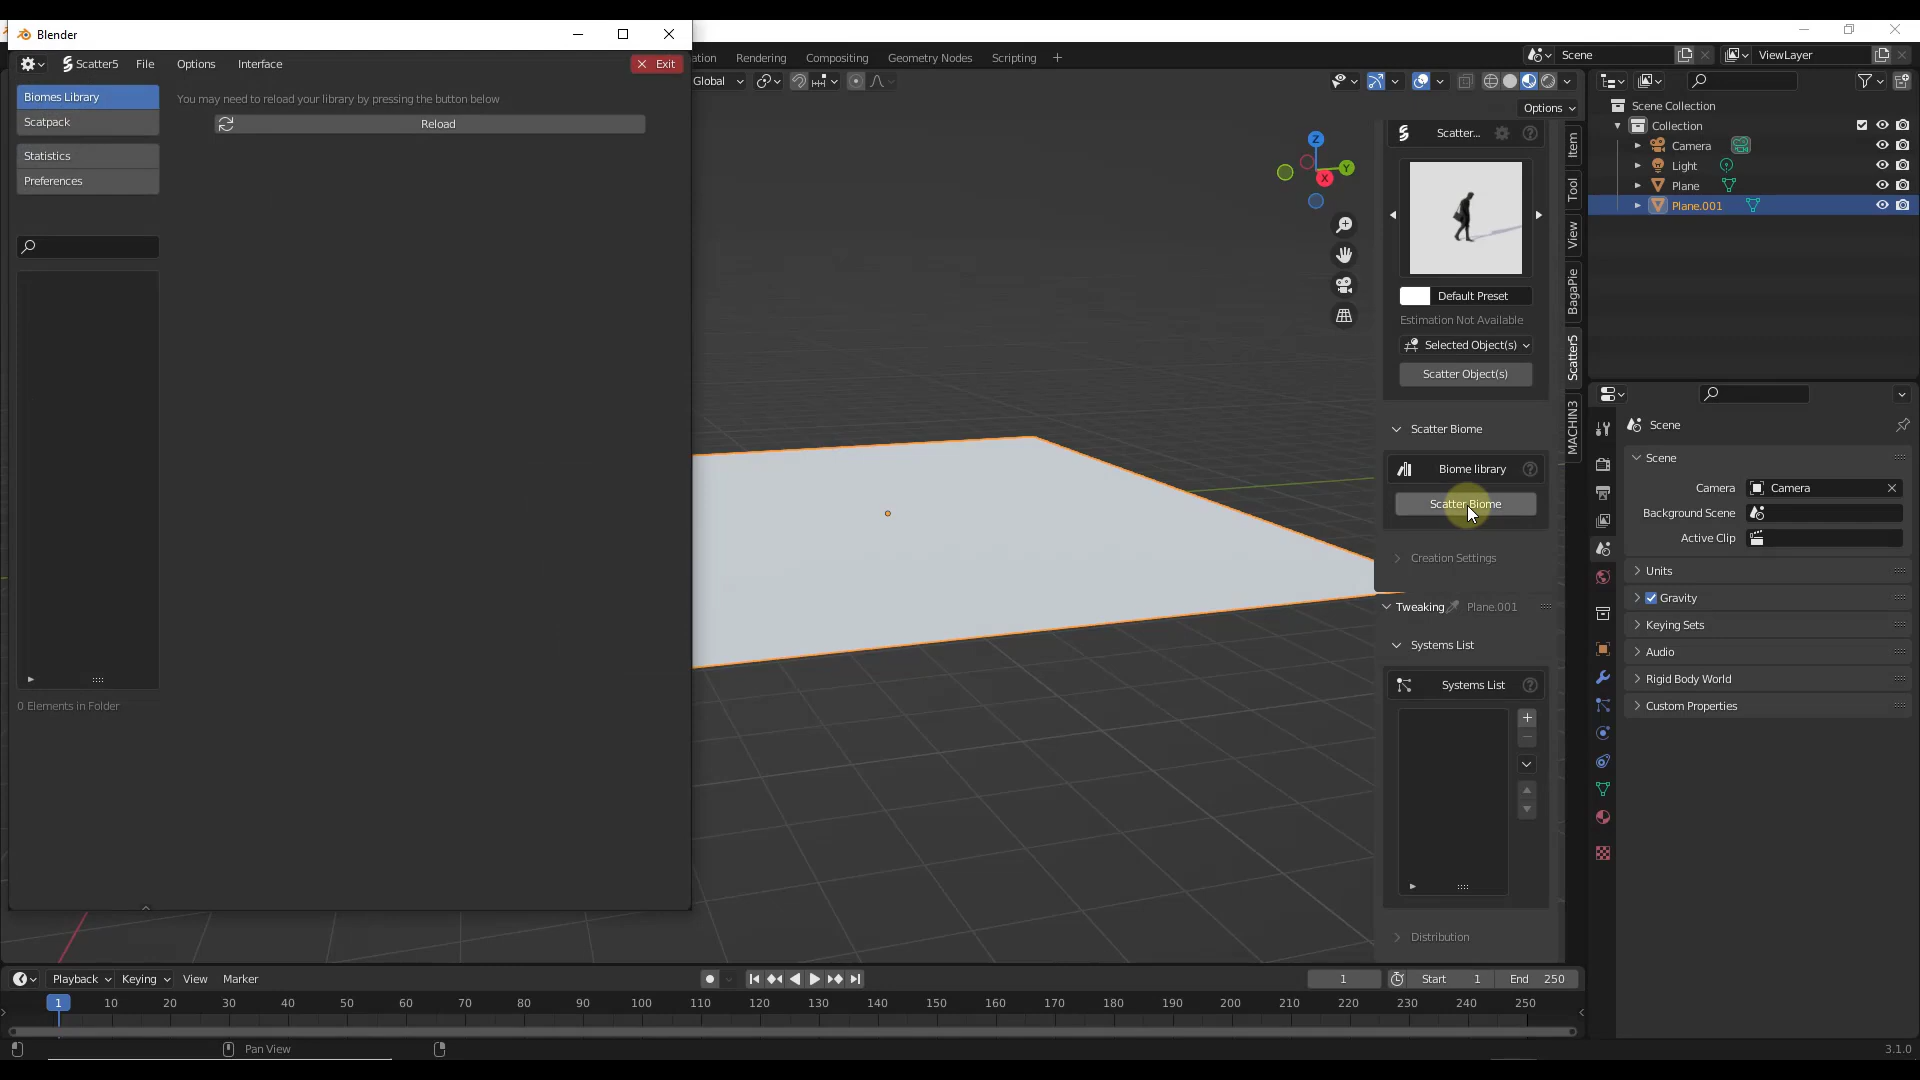 Blender
Scatter5 File Options Interface Exit
Biomes Library
Scatpack
Statistics
Preferences
You may need to reload your library by pressing the button below
Reload
0 Elements in Folder
Rendering Compositing Geometry Nodes Scripting +
Scene
ViewLayer
Global
Options
Z
Y
X
Item
Tool
View
BagaPie
Scatter5
MACHIN3
Scatter...
Default Preset
Estimation Not Available
Selected Object(s)
Scatter Object(s)
Scatter Biome
Biome library
Scatter Biome
Creation Settings
Tweaking Plane.001
Systems List
Systems List
Distribution
Scene Collection
Collection
Camera
Light
Plane
Plane.001
Scene
Scene
Camera Camera
Background Scene
Active Clip
Units
Gravity
Keying Sets
Audio
Rigid Body World
Custom Properties
Playback Keying View Marker
1 Start 1 End 250
1 10 20 30 40 50 60 70 80 90 100 110 120 130 140 150 160 170 180 190 200 210 220 230 240 250
Pan View
3.1.0